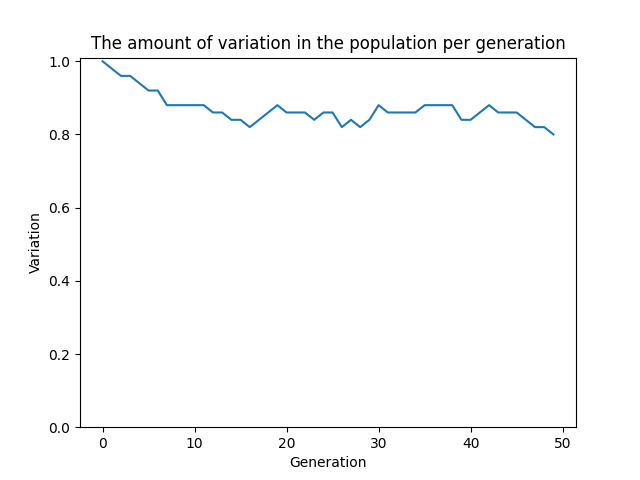 The amount of variation in the population per generation
1.0
0.8
0.6
0.4
0.2
0.0
Variation
0 10 20 30 40 50
Generation